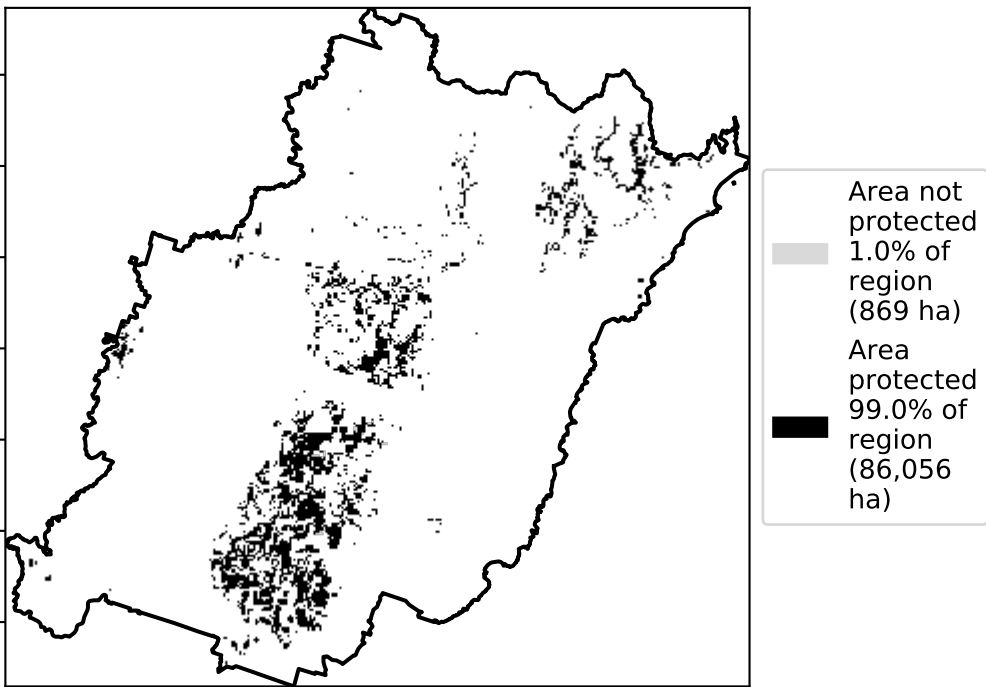 Area not
protected
1.0% of
region
(869 ha)
Area
protected
99.0% of
region
(86,056
ha)